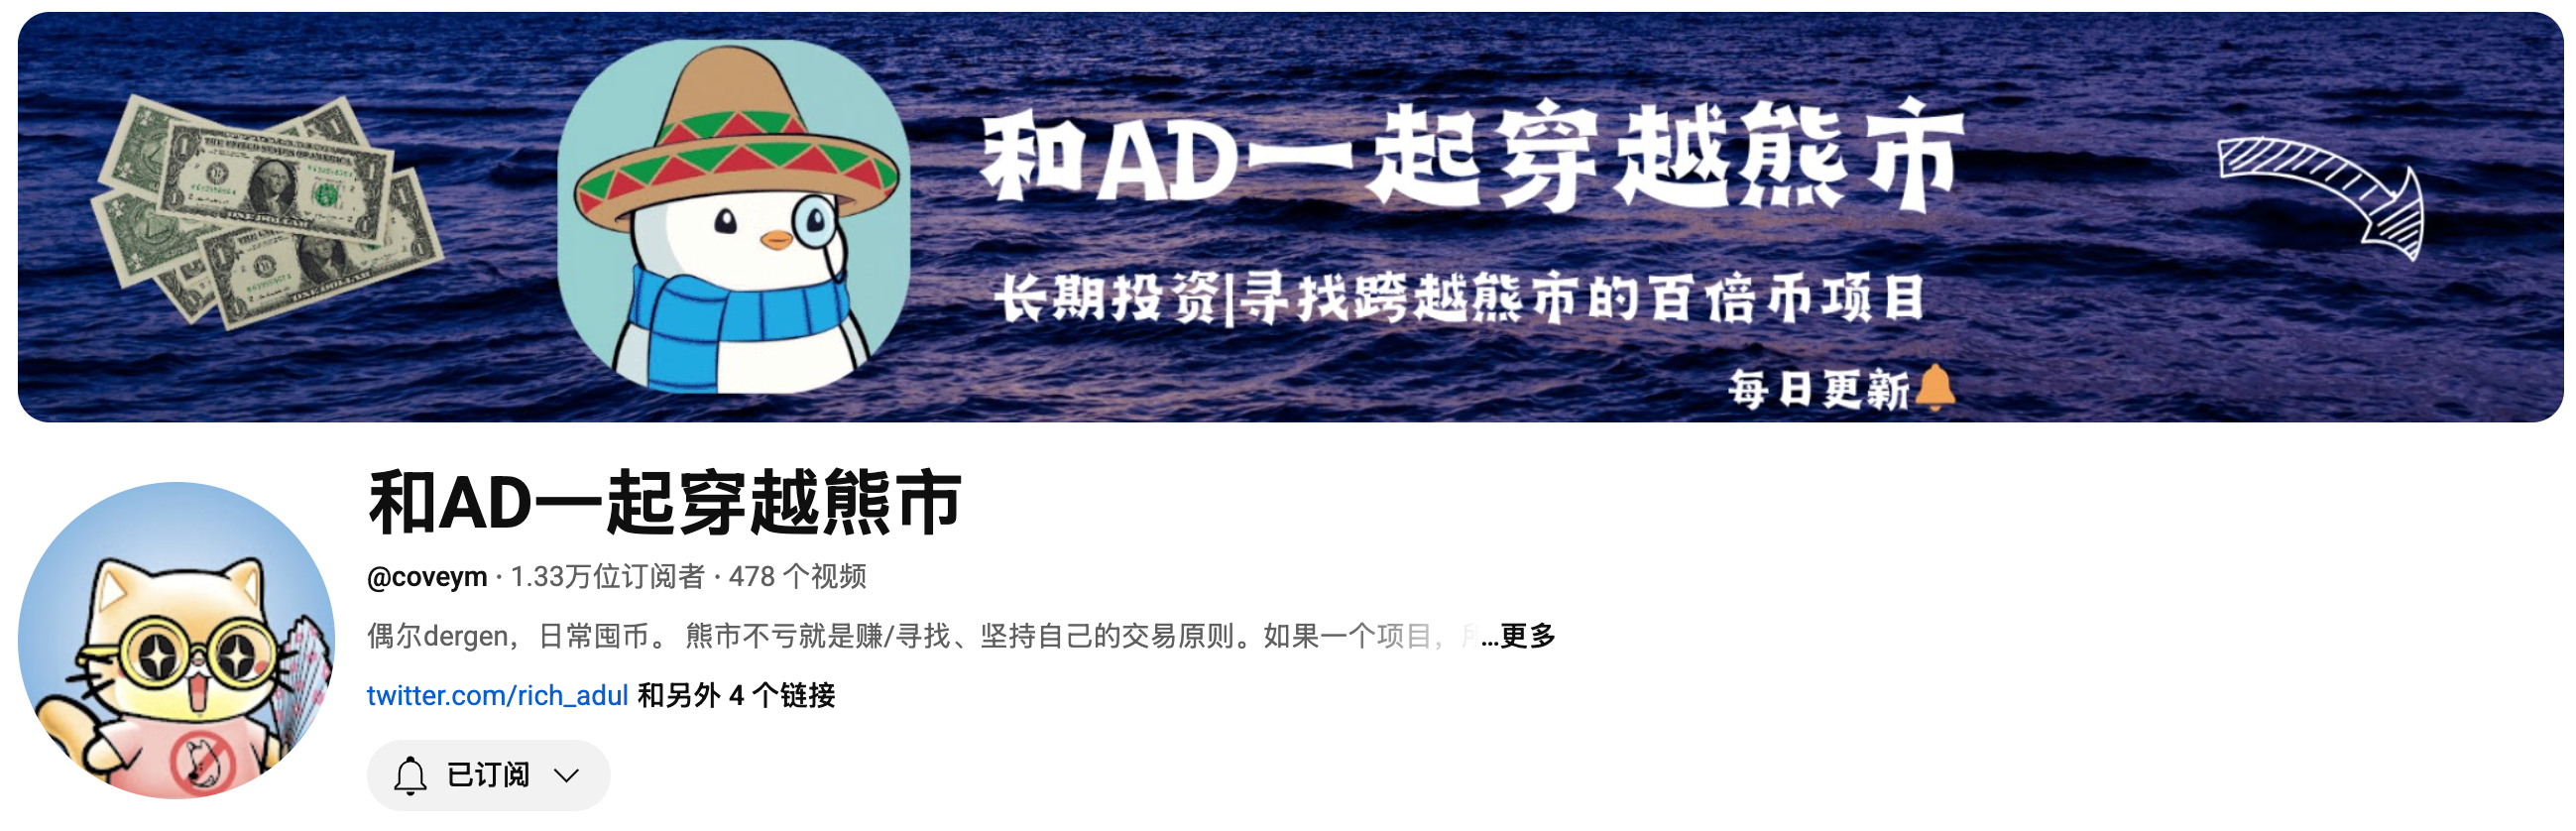 和AD一起穿越熊市
长期投资|寻找跨越熊市的百倍币项目
每日更新
和AD一起穿越熊市
@coveym · 1.33万位订阅者 · 478 个视频
偶尔dergen，日常囤币。 熊市不亏就是赚/寻找、坚持自己的交易原则。如果一个项目， ...更多
twitter.com/rich_adul 和另外 4 个链接
已订阅